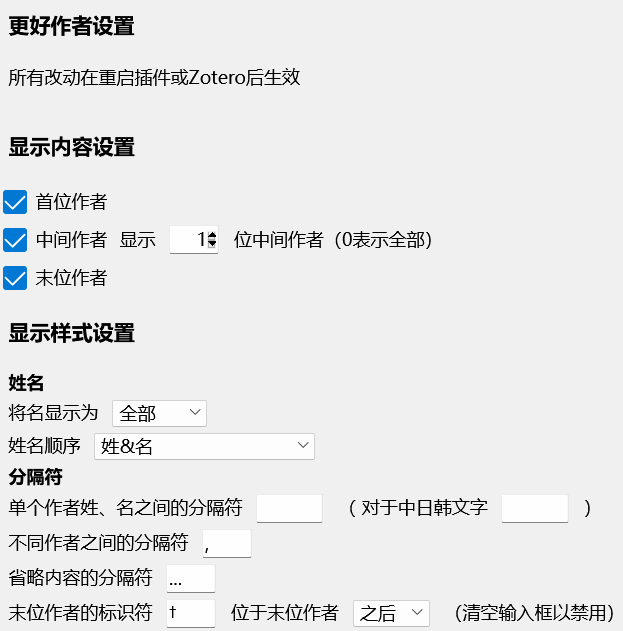 更好作者设置
所有改动在重启插件或Zotero后生效
显示内容设置
首位作者
中间作者 显示 1 位中间作者（0表示全部）
末位作者
显示样式设置
姓名
将名显示为 全部
姓名顺序 姓&名
分隔符
单个作者姓、名之间的分隔符 （ 对于中日韩文字 ）
不同作者之间的分隔符 ,
省略内容的分隔符 ...
末位作者的标识符 † 位于末位作者 之后 （清空输入框以禁用）